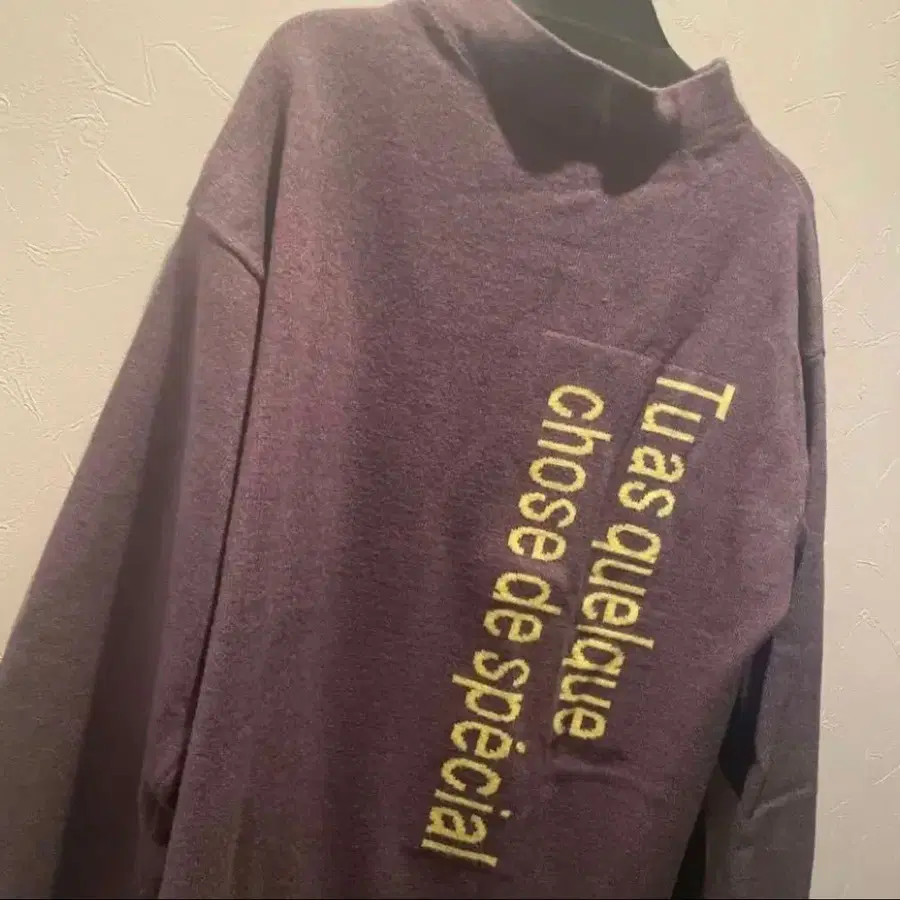 Tu as quelque
chose de spécial